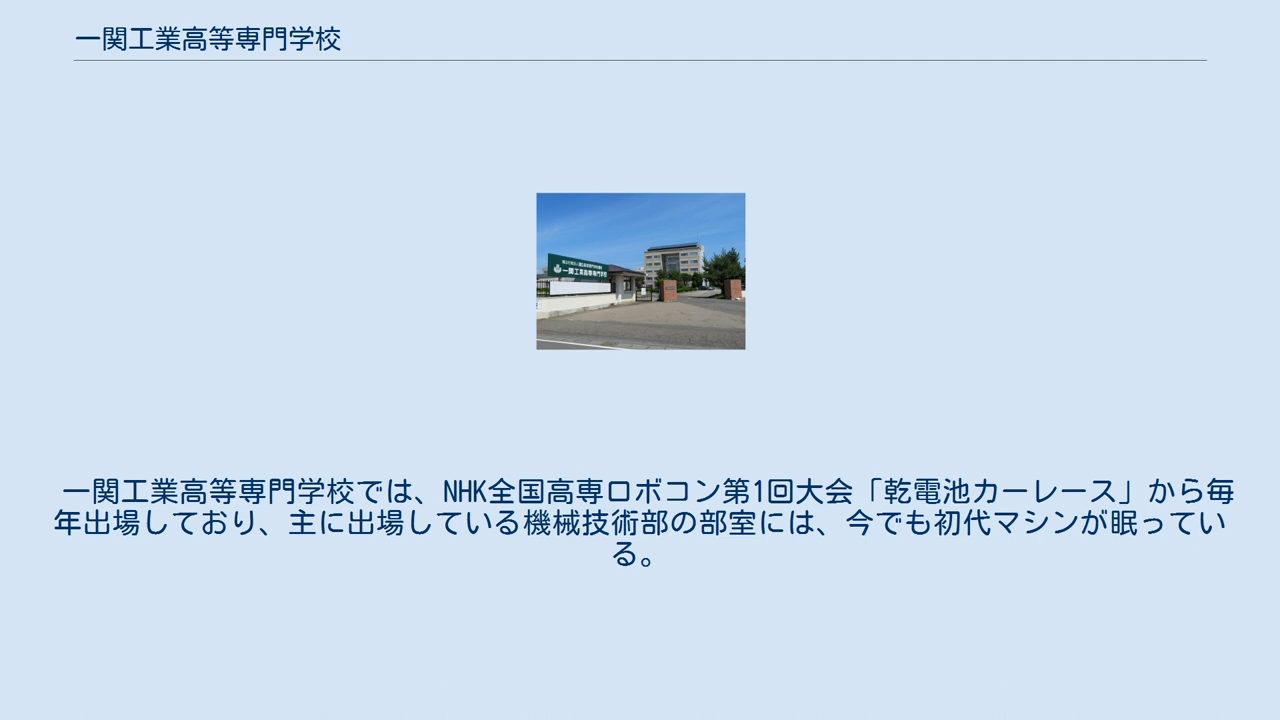 一関工業高等専門学校
一関工業高等専門学校
一関工業高等専門学校では、NHK全国高専ロボコン第1回大会「乾電池カーレース」から毎
年出場しており、主に出場している機械技術部の部室には、今でも初代マシンが眠ってい
る。